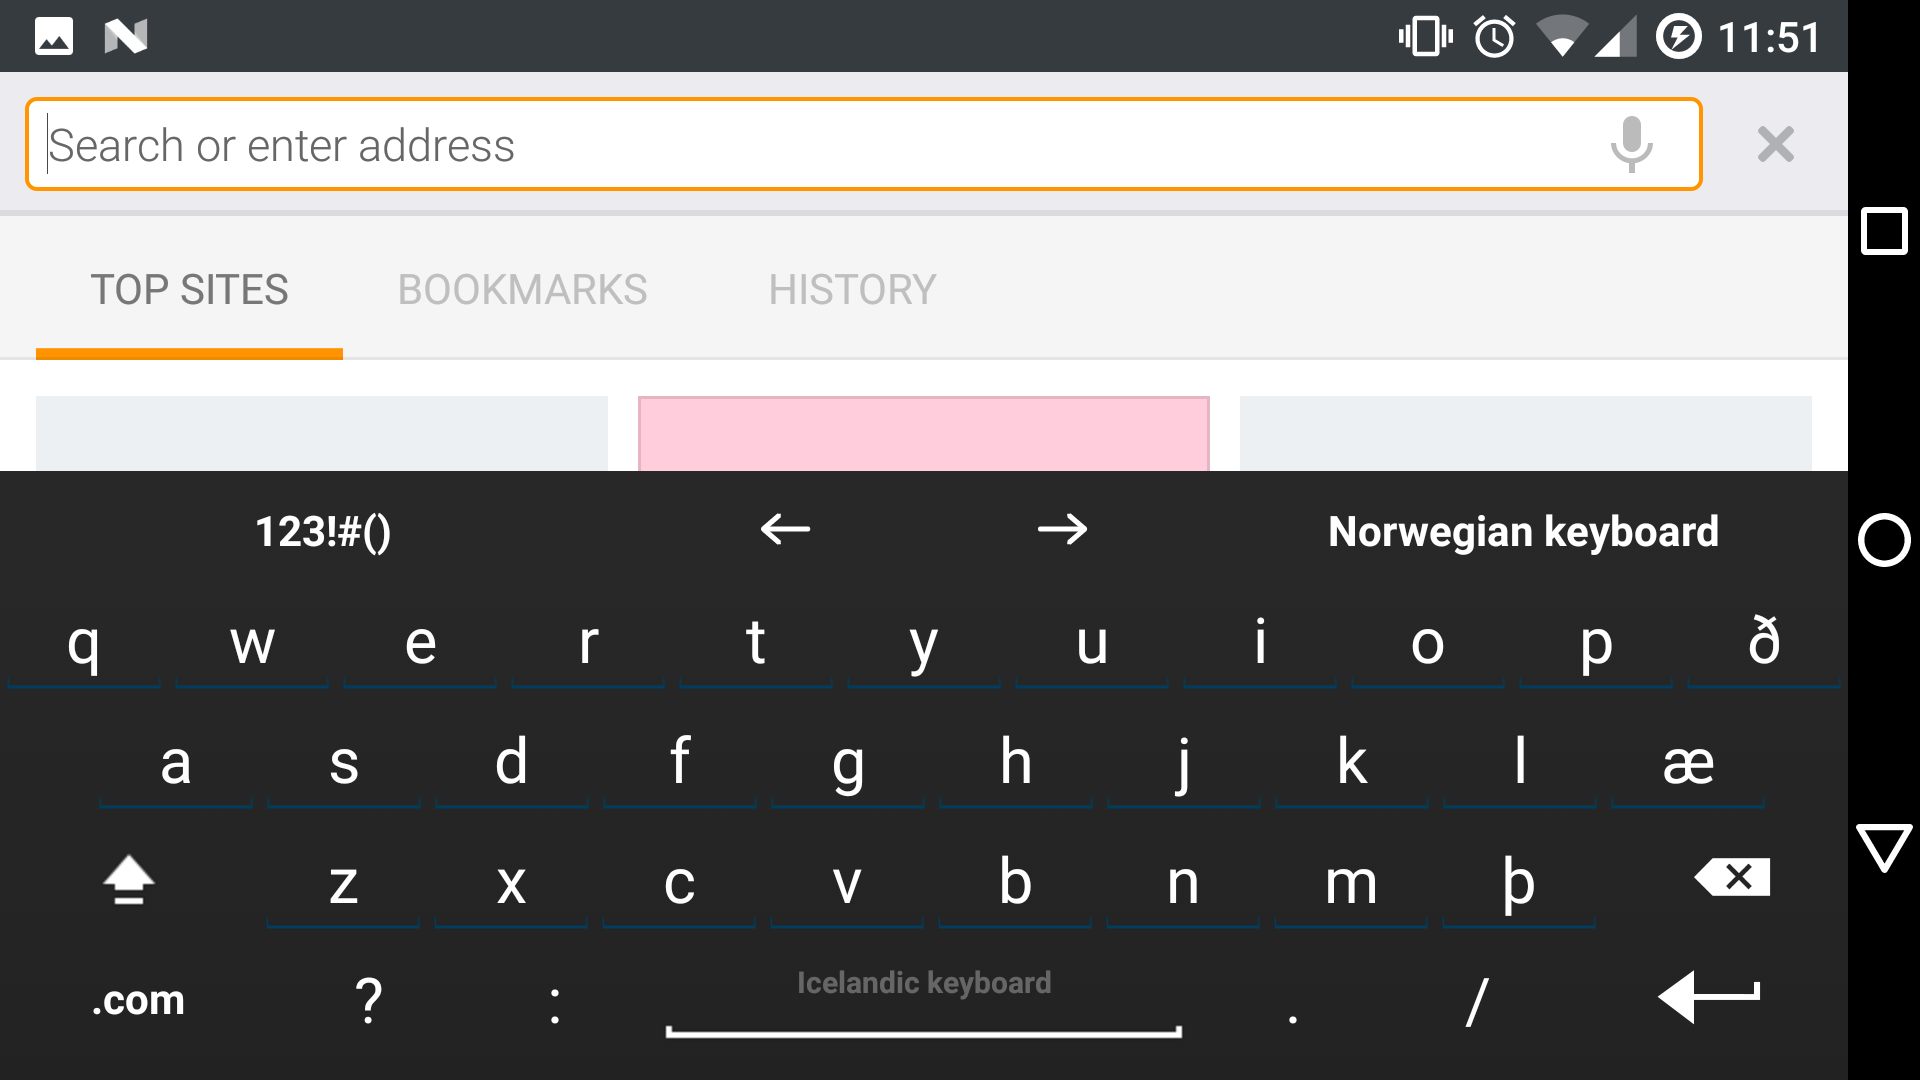 11:51
Search or enter address
TOP SITES BOOKMARKS HISTORY
123!#() ← → Norwegian keyboard
q w e r t y u i o p ð
a s d f g h j k l æ
z x c v b n m þ
.com ? : Icelandic keyboard . /